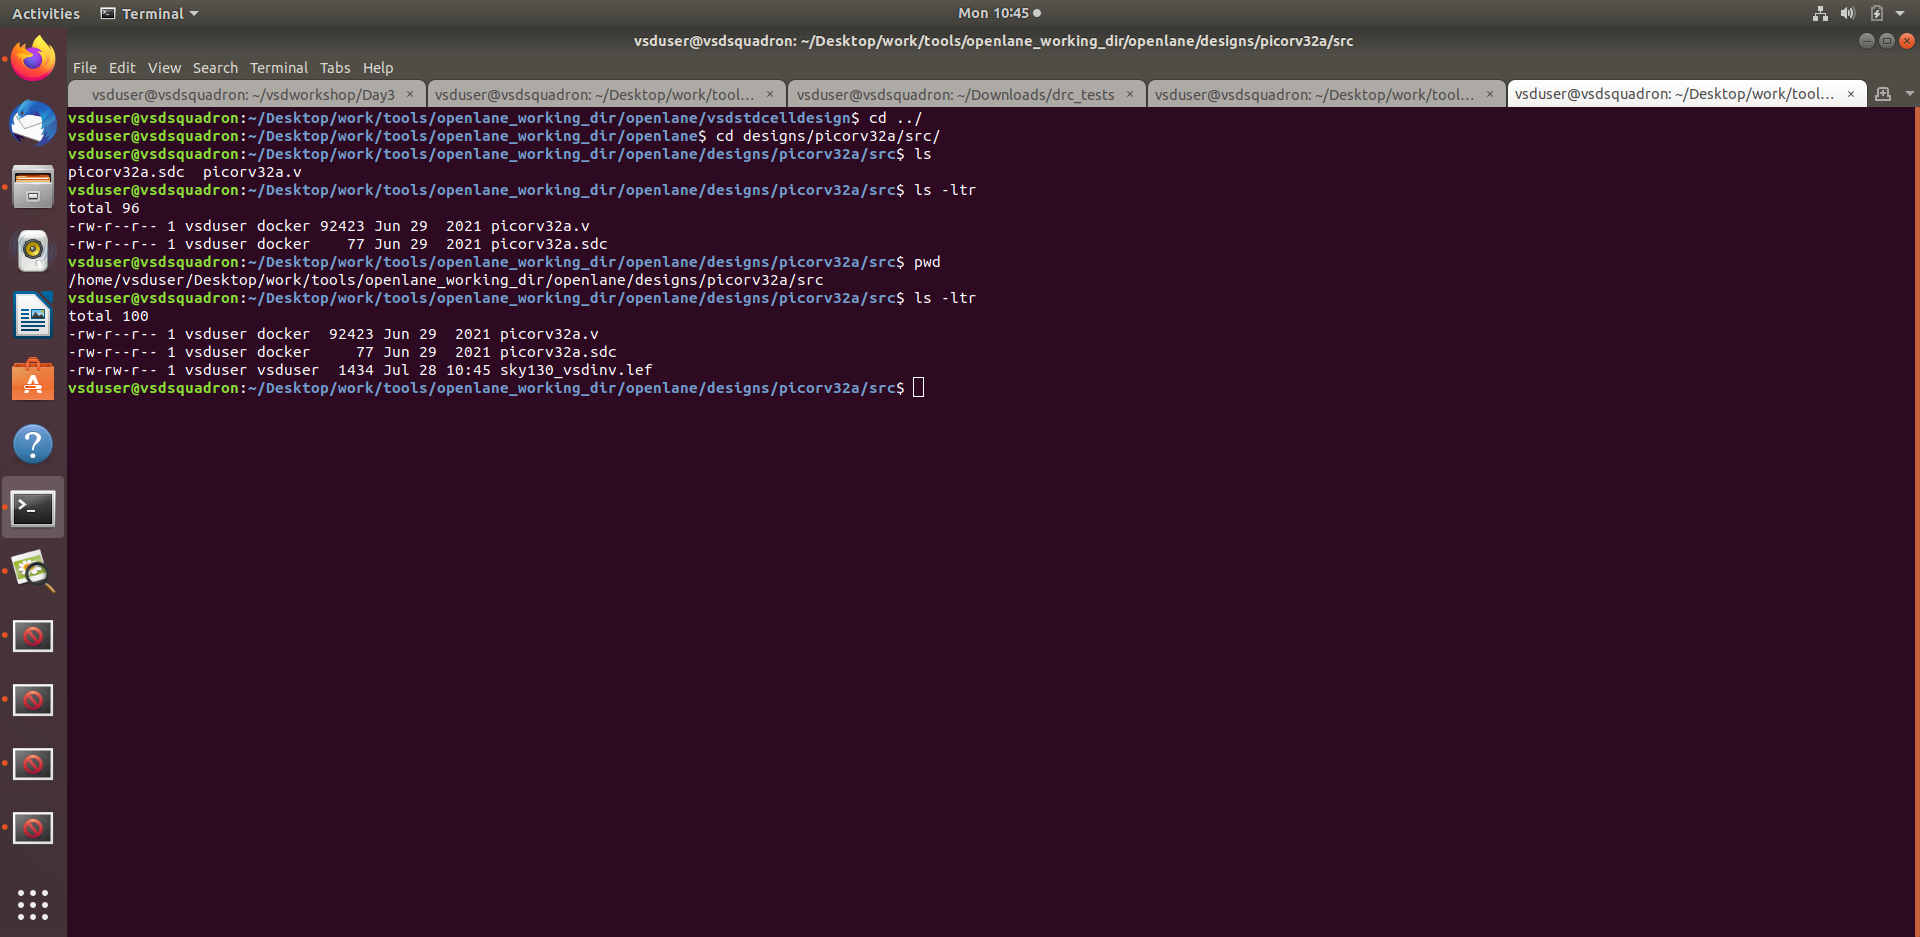 Activities Terminal Mon 10:45
vsduser@vsdsquadron: ~/Desktop/work/tools/openlane_working_dir/openlane/designs/picorv32a/src
File Edit View Search Terminal Tabs Help
vsduser@vsdsquadron: ~/vsdworkshop/Day3 × vsduser@vsdsquadron: ~/Desktop/work/tool... × vsduser@vsdsquadron: ~/Downloads/drc_tests × vsduser@vsdsquadron: ~/Desktop/work/tool... × vsduser@vsdsquadron: ~/Desktop/work/tool... ×
vsduser@vsdsquadron:~/Desktop/work/tools/openlane_working_dir/openlane/vsdstdcelldesign$ cd ../
vsduser@vsdsquadron:~/Desktop/work/tools/openlane_working_dir/openlane$ cd designs/picorv32a/src/
vsduser@vsdsquadron:~/Desktop/work/tools/openlane_working_dir/openlane/designs/picorv32a/src$ ls
picorv32a.sdc  picorv32a.v
vsduser@vsdsquadron:~/Desktop/work/tools/openlane_working_dir/openlane/designs/picorv32a/src$ ls -ltr
total 96
-rw-r--r-- 1 vsduser docker 92423 Jun 29  2021 picorv32a.v
-rw-r--r-- 1 vsduser docker    77 Jun 29  2021 picorv32a.sdc
vsduser@vsdsquadron:~/Desktop/work/tools/openlane_working_dir/openlane/designs/picorv32a/src$ pwd
/home/vsduser/Desktop/work/tools/openlane_working_dir/openlane/designs/picorv32a/src
vsduser@vsdsquadron:~/Desktop/work/tools/openlane_working_dir/openlane/designs/picorv32a/src$ ls -ltr
total 100
-rw-r--r-- 1 vsduser docker  92423 Jun 29  2021 picorv32a.v
-rw-r--r-- 1 vsduser docker     77 Jun 29  2021 picorv32a.sdc
-rw-rw-r-- 1 vsduser vsduser  1434 Jul 28 10:45 sky130_vsdinv.lef
vsduser@vsdsquadron:~/Desktop/work/tools/openlane_working_dir/openlane/designs/picorv32a/src$